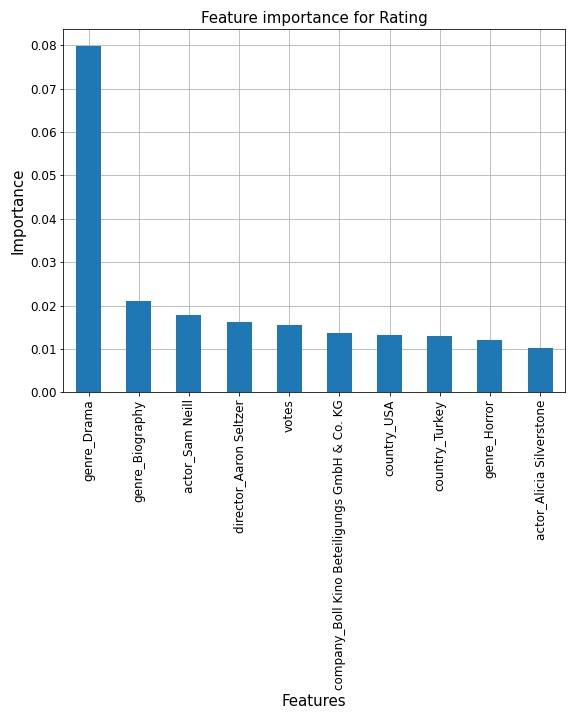 Feature importance for Rating
0.08
0.07
0.06
0.05
0.04
0.03
0.02
0.01
0.00
Importance
genre_Drama
genre_Biography
actor_Sam Neill
director_Aaron Seltzer
votes
company_Boll Kino Beteiligungs GmbH & Co. KG
country_USA
country_Turkey
genre_Horror
actor_Alicia Silverstone
Features